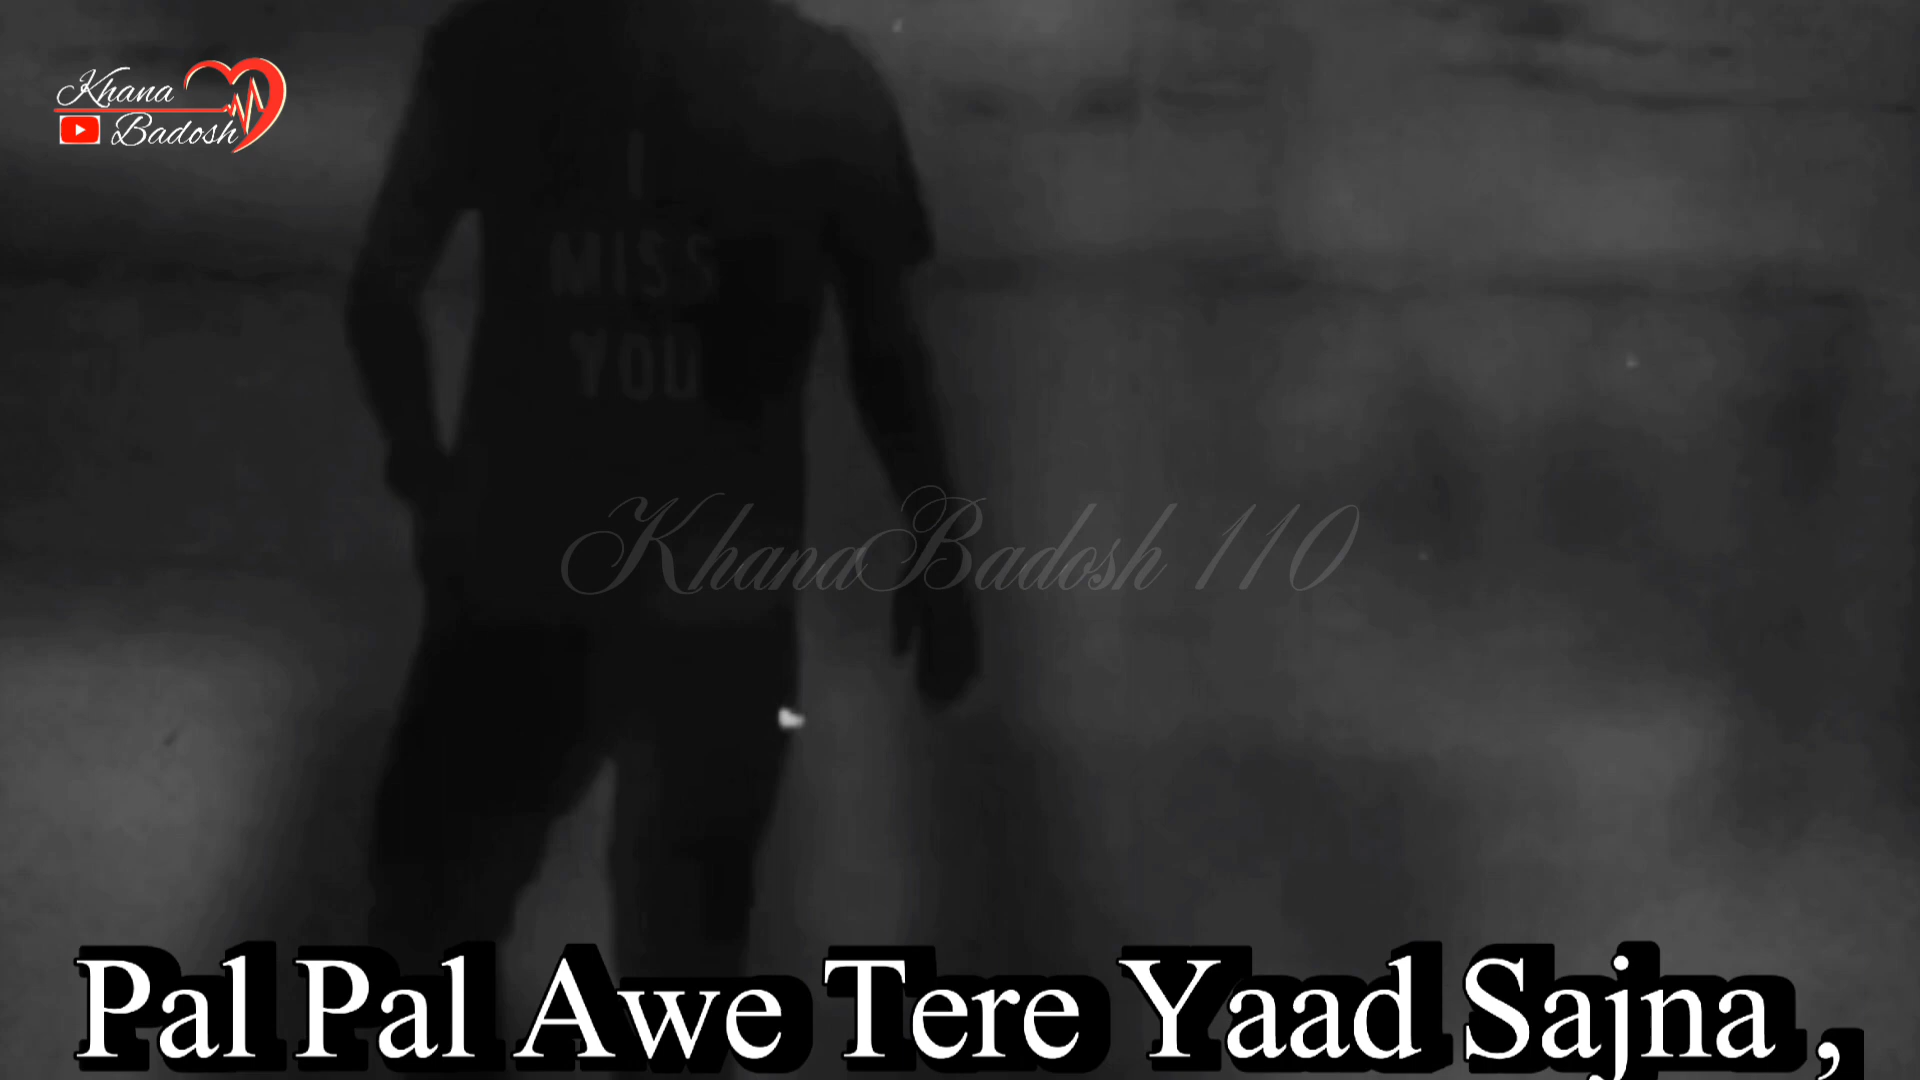 Khana
Badosh
I
MISS
YOU
KhanaBadosh 110
Pal Pal Awe Tere Yaad Sajna ,